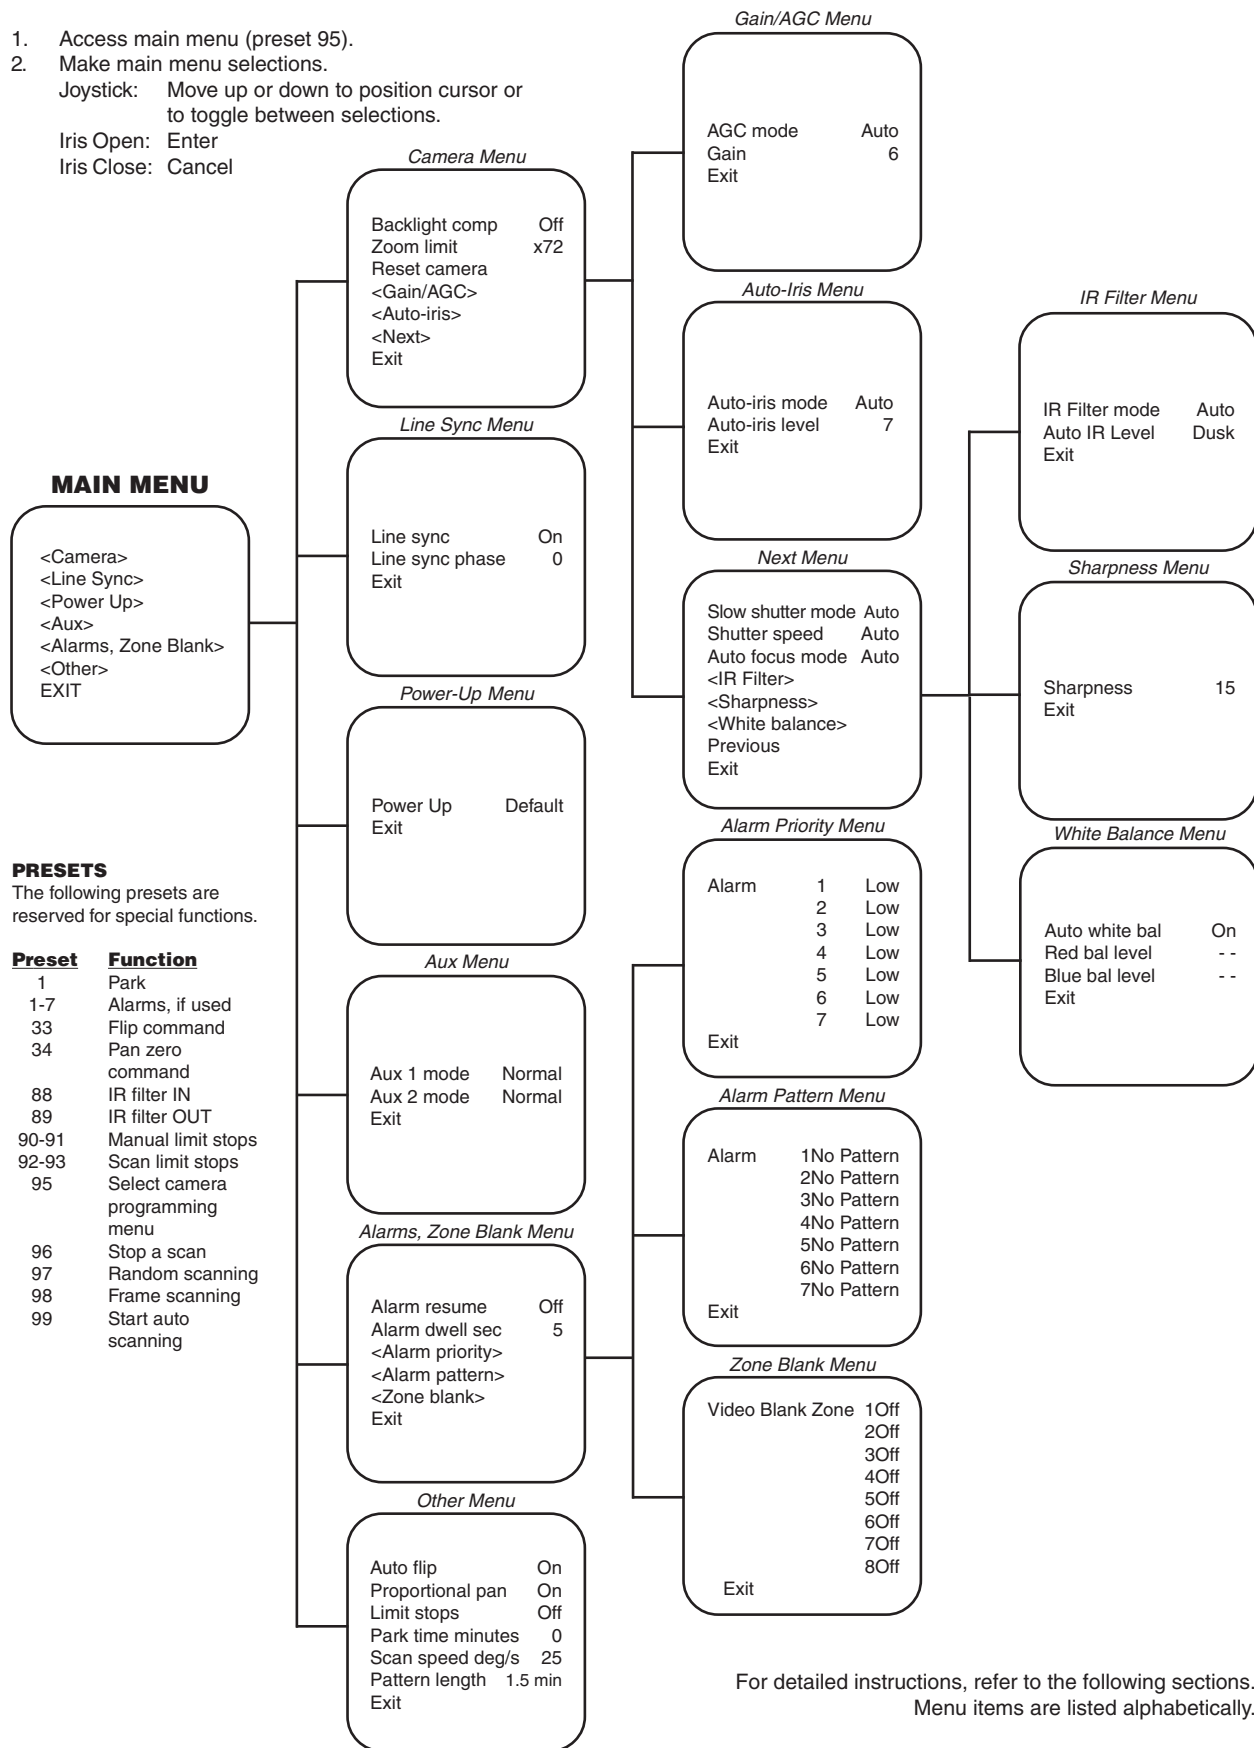 1. Access main menu (preset 95).
2. Make main menu selections.
Joystick: Move up or down to position cursor or
to toggle between selections.
Iris Open: Enter
Iris Close: Cancel
MAIN MENU
<Camera>
<Line Sync>
<Power Up>
<Aux>
<Alarms, Zone Blank>
<Other>
EXIT
PRESETS
The following presets are
reserved for special functions.
Preset Function
1 Park
1-7 Alarms, if used
33 Flip command
34 Pan zero
command
88 IR filter IN
89 IR filter OUT
90-91 Manual limit stops
92-93 Scan limit stops
95 Select camera
programming
menu
96 Stop a scan
97 Random scanning
98 Frame scanning
99 Start auto
scanning
Camera Menu
Backlight comp Off
Zoom limit x72
Reset camera
<Gain/AGC>
<Auto-iris>
<Next>
Exit
Line Sync Menu
Line sync On
Line sync phase 0
Exit
Power-Up Menu
Power Up Default
Exit
Aux Menu
Aux 1 mode Normal
Aux 2 mode Normal
Exit
Alarms, Zone Blank Menu
Alarm resume Off
Alarm dwell sec 5
<Alarm priority>
<Alarm pattern>
<Zone blank>
Exit
Other Menu
Auto flip On
Proportional pan On
Limit stops Off
Park time minutes 0
Scan speed deg/s 25
Pattern length 1.5 min
Exit
Gain/AGC Menu
AGC mode Auto
Gain 6
Exit
Auto-Iris Menu
Auto-iris mode Auto
Auto-iris level 7
Exit
Next Menu
Slow shutter mode Auto
Shutter speed Auto
Auto focus mode Auto
<IR Filter>
<Sharpness>
<White balance>
Previous
Exit
Alarm Priority Menu
Alarm 1 Low
2 Low
3 Low
4 Low
5 Low
6 Low
7 Low
Exit
Alarm Pattern Menu
Alarm 1No Pattern
2No Pattern
3No Pattern
4No Pattern
5No Pattern
6No Pattern
7No Pattern
Exit
Zone Blank Menu
Video Blank Zone 1Off
2Off
3Off
4Off
5Off
6Off
7Off
8Off
Exit
IR Filter Menu
IR Filter mode Auto
Auto IR Level Dusk
Exit
Sharpness Menu
Sharpness 15
Exit
White Balance Menu
Auto white bal On
Red bal level - -
Blue bal level - -
Exit
For detailed instructions, refer to the following sections.
Menu items are listed alphabetically.